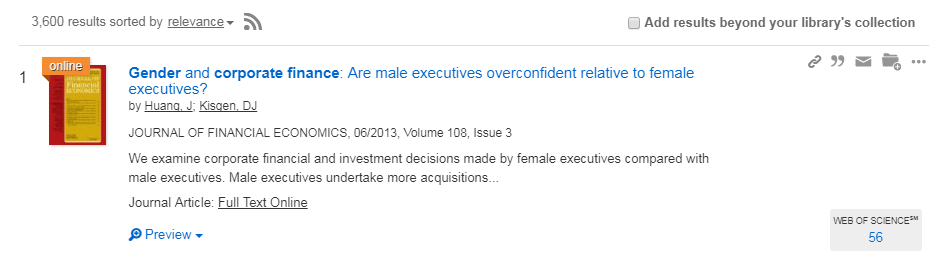 3,600 results sorted by relevance
Add results beyond your library's collection
1
online
Financial
ECONOMICS
Gender and corporate finance: Are male executives overconfident relative to female
executives?
by Huang, J; Kisgen, DJ
JOURNAL OF FINANCIAL ECONOMICS, 06/2013, Volume 108, Issue 3
We examine corporate financial and investment decisions made by female executives compared with
male executives. Male executives undertake more acquisitions...
Journal Article: Full Text Online
Preview
WEB OF SCIENCE℠
56